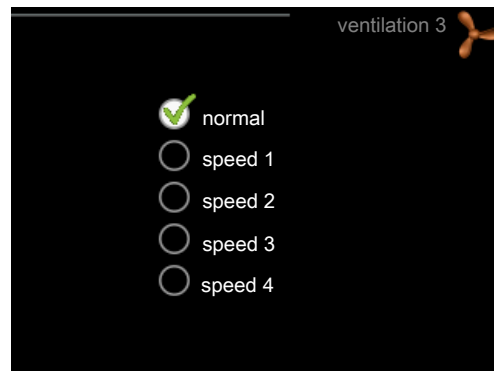 ventilation 3
normal
speed 1
speed 2
speed 3
speed 4